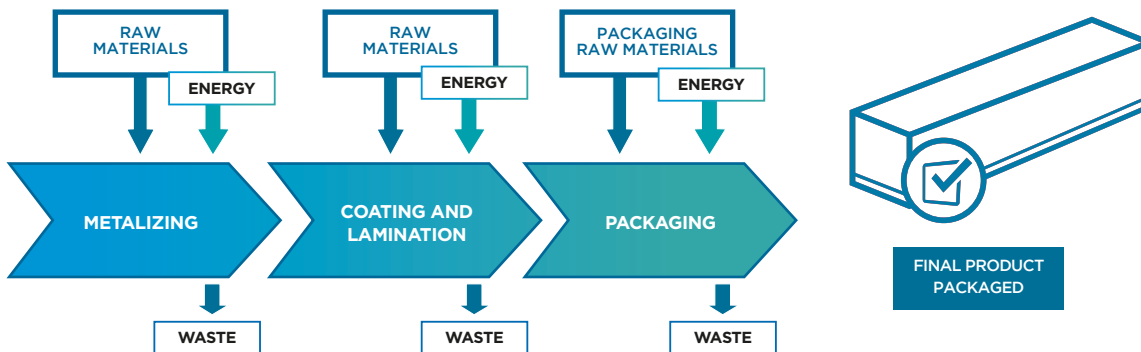 RAW
MATERIALS
ENERGY
RAW
MATERIALS
ENERGY
PACKAGING
RAW MATERIALS
ENERGY
METALIZING
COATING AND
LAMINATION
PACKAGING
WASTE
WASTE
WASTE
FINAL PRODUCT
PACKAGED